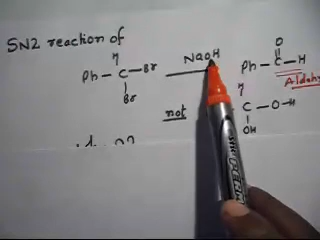 SN2 reaction of
H
Ph - C - Br
Br
NaOH
O
Ph - C - H
Aldehy
not
H
C - O - H
OH